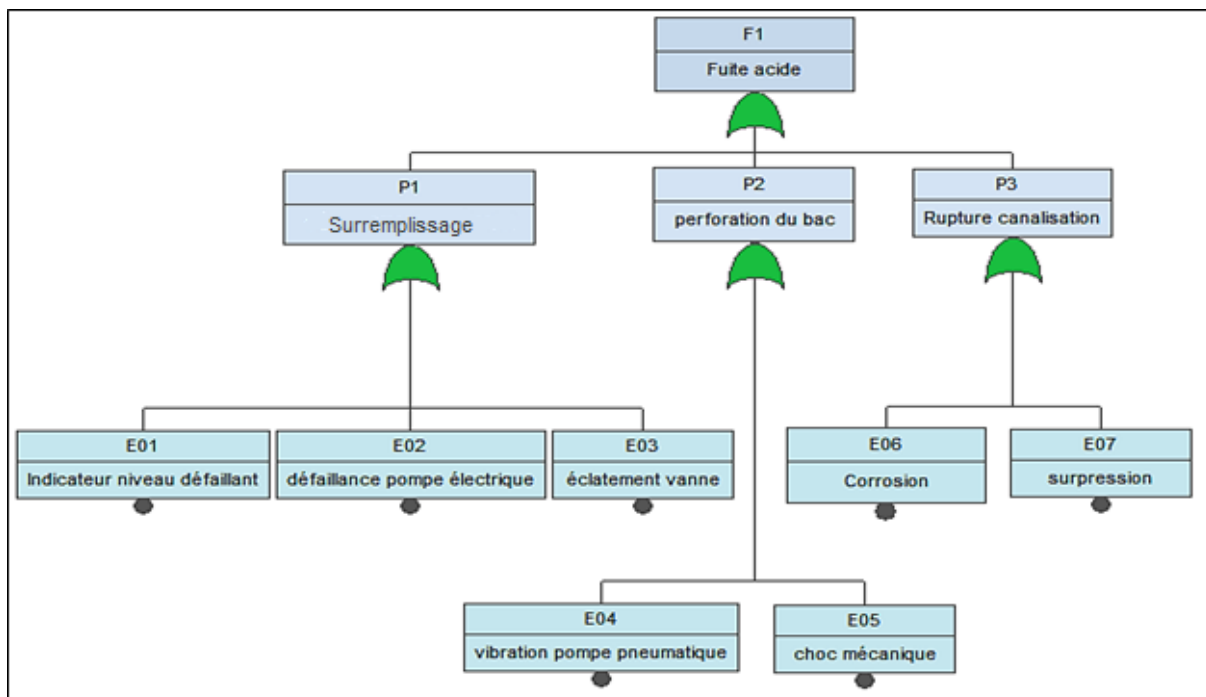 F1
Fuite acide
P1
Surremplissage
P2
perforation du bac
P3
Rupture canalisation
E01
Indicateur niveau défaillant
E02
défaillance pompe électrique
E03
éclatement vanne
E06
Corrosion
E07
surpression
E04
vibration pompe pneumatique
E05
choc mécanique